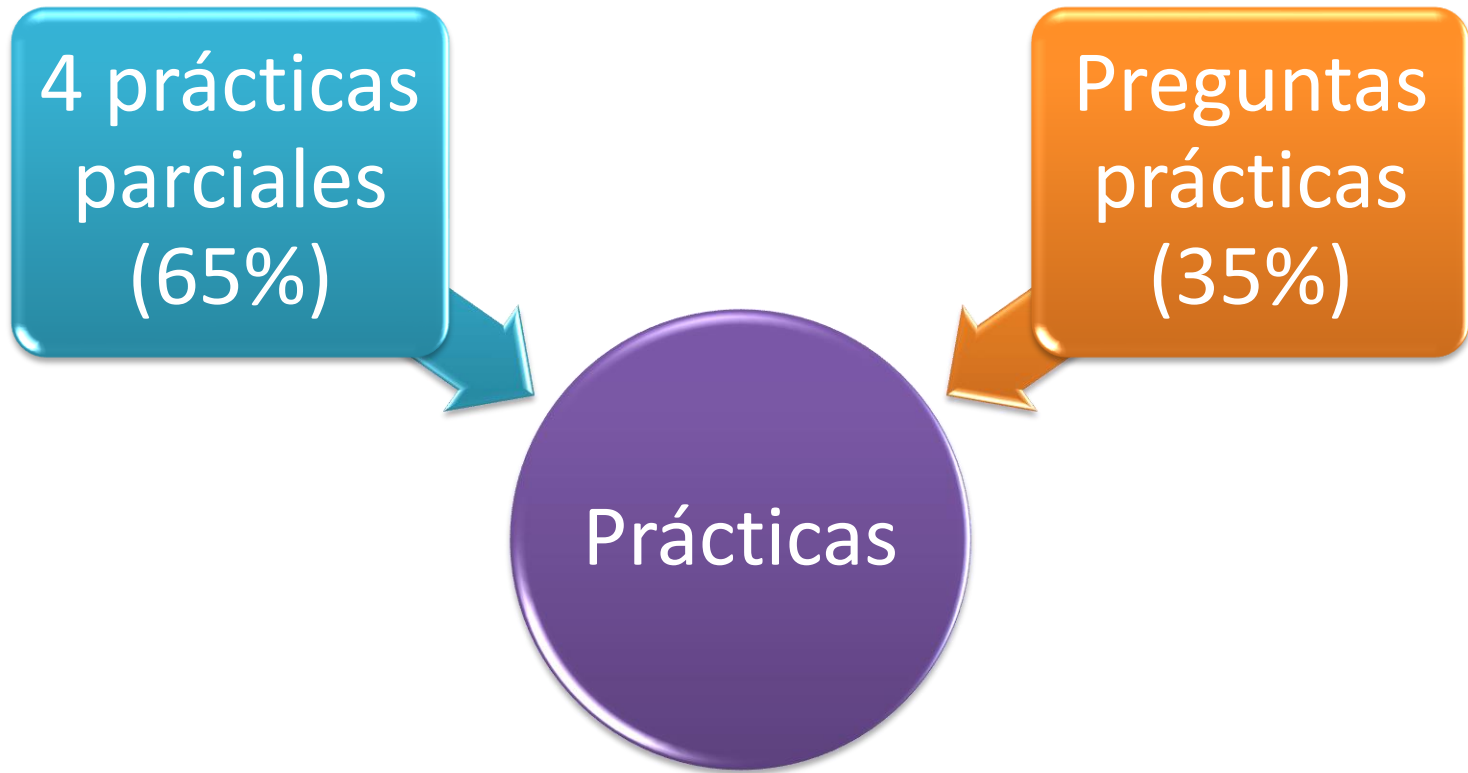 4 prácticas
parciales
(65%)
Preguntas
prácticas
(35%)
Prácticas